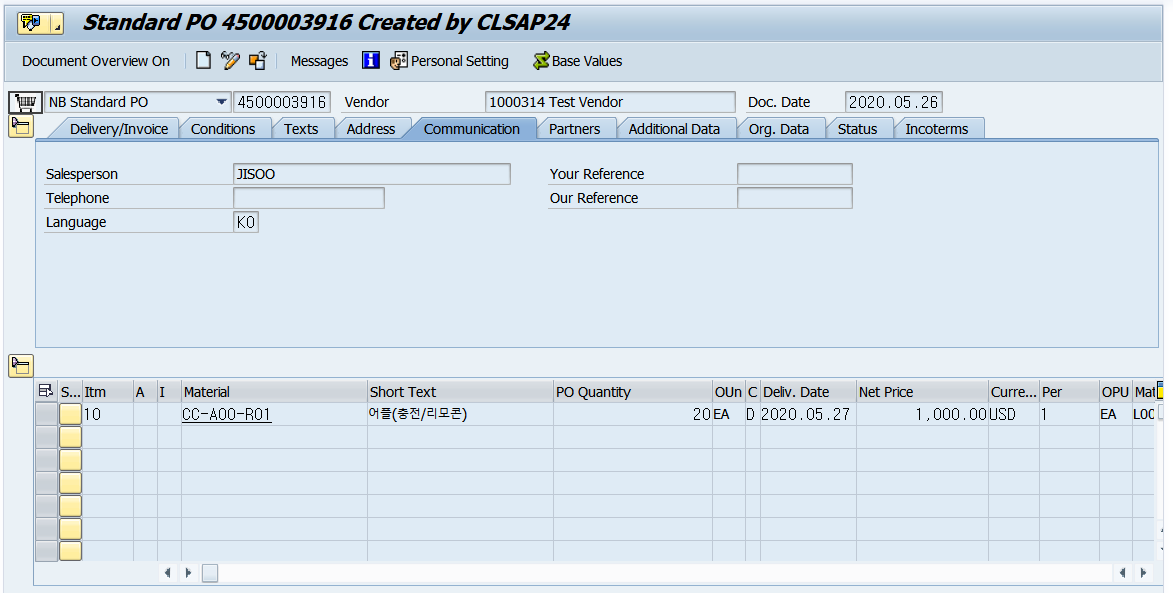 Standard PO 4500003916 Created by CLSAP24
Document Overview On Messages Personal Setting Base Values
NB Standard PO 4500003916 Vendor 1000314 Test Vendor Doc. Date 2020.05.26
Delivery/Invoice Conditions Texts Address Communication Partners Additional Data Org. Data Status Incoterms
Salesperson JISOO Your Reference
Telephone Our Reference
Language KO
S... Itm A I Material Short Text PO Quantity OUn C Deliv. Date Net Price Curre... Per OPU Mat
10 CC-A00-R01 어플(충전/리모콘) 20 EA D 2020.05.27 1,000.00 USD 1 EA L00